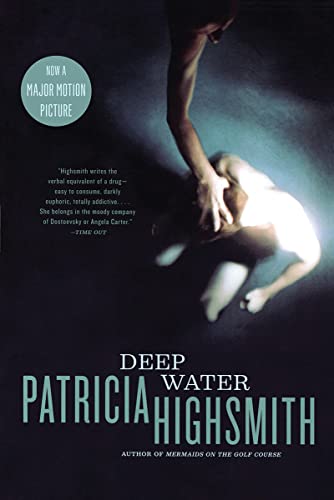 NOW A
MAJOR MOTION
PICTURE
"Highsmith writes the
verbal equivalent of a drug—
easy to consume, darkly
euphoric, totally addictive. . . .
She belongs in the moody company
of Dostoevsky or Angela Carter."
—TIME OUT
DEEP
WATER
PATRICIA HIGHSMITH
AUTHOR OF MERMAIDS ON THE GOLF COURSE